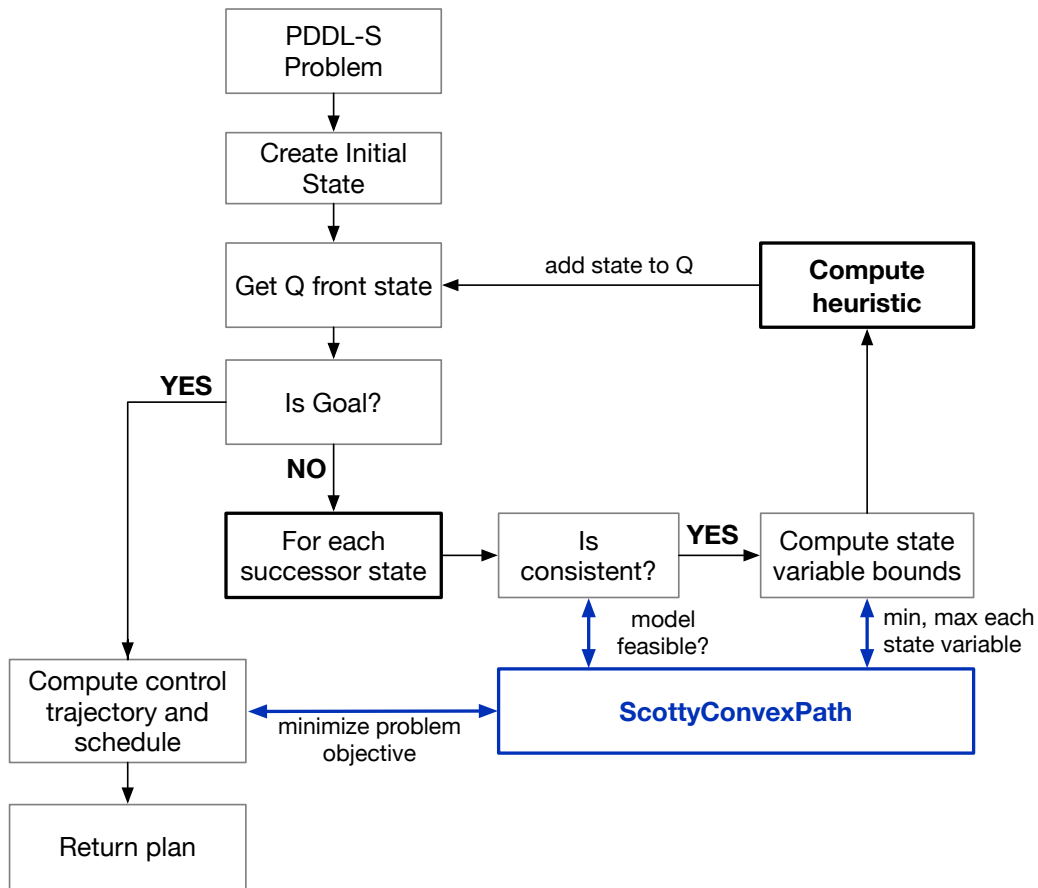 PDDL-S
Problem
Create Initial
State
Get Q front state
add state to Q
Compute
heuristic
YES
Is Goal?
NO
For each
successor state
Is
consistent?
YES
Compute state
variable bounds
model
feasible?
min, max each
state variable
Compute control
trajectory and
schedule
minimize problem
objective
ScottyConvexPath
Return plan